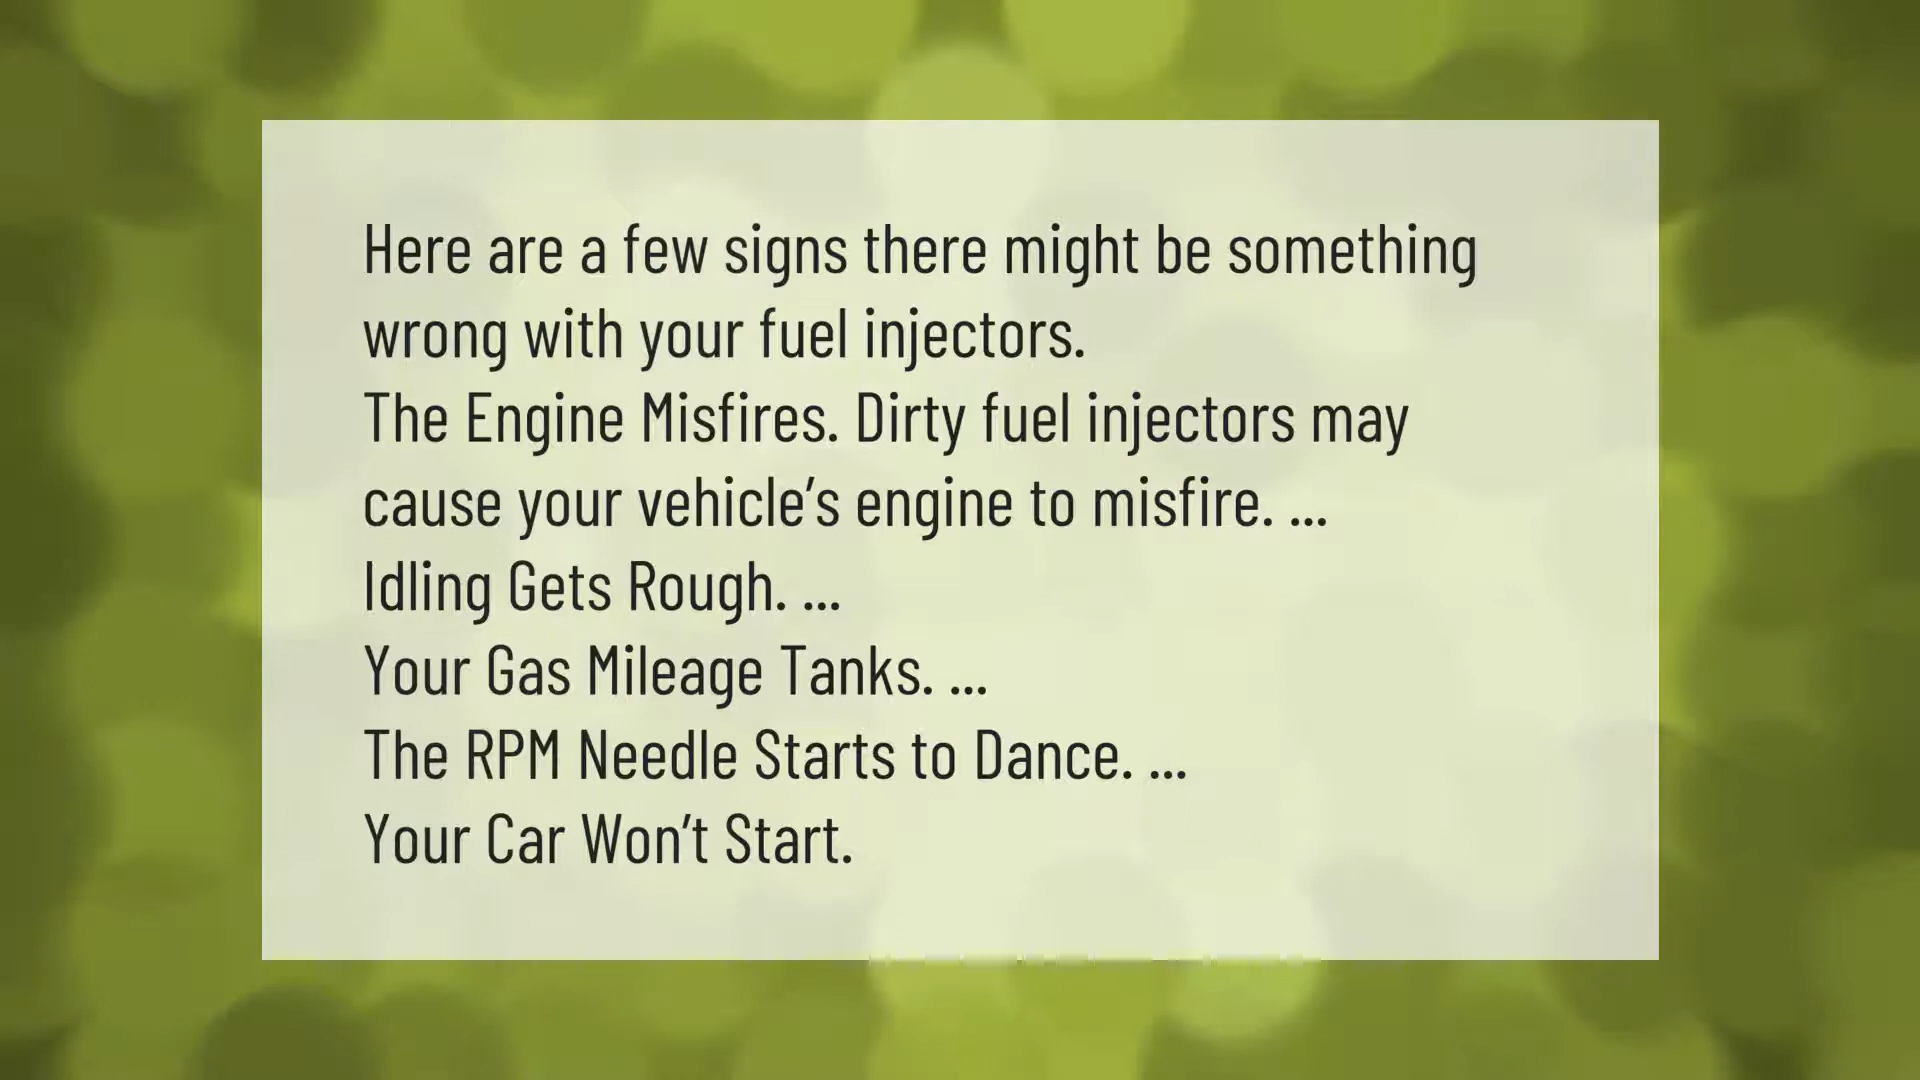 Here are a few signs there might be something
wrong with your fuel injectors.
The Engine Misfires. Dirty fuel injectors may
cause your vehicle’s engine to misfire. ...
Idling Gets Rough. ...
Your Gas Mileage Tanks. ...
The RPM Needle Starts to Dance. ...
Your Car Won’t Start.